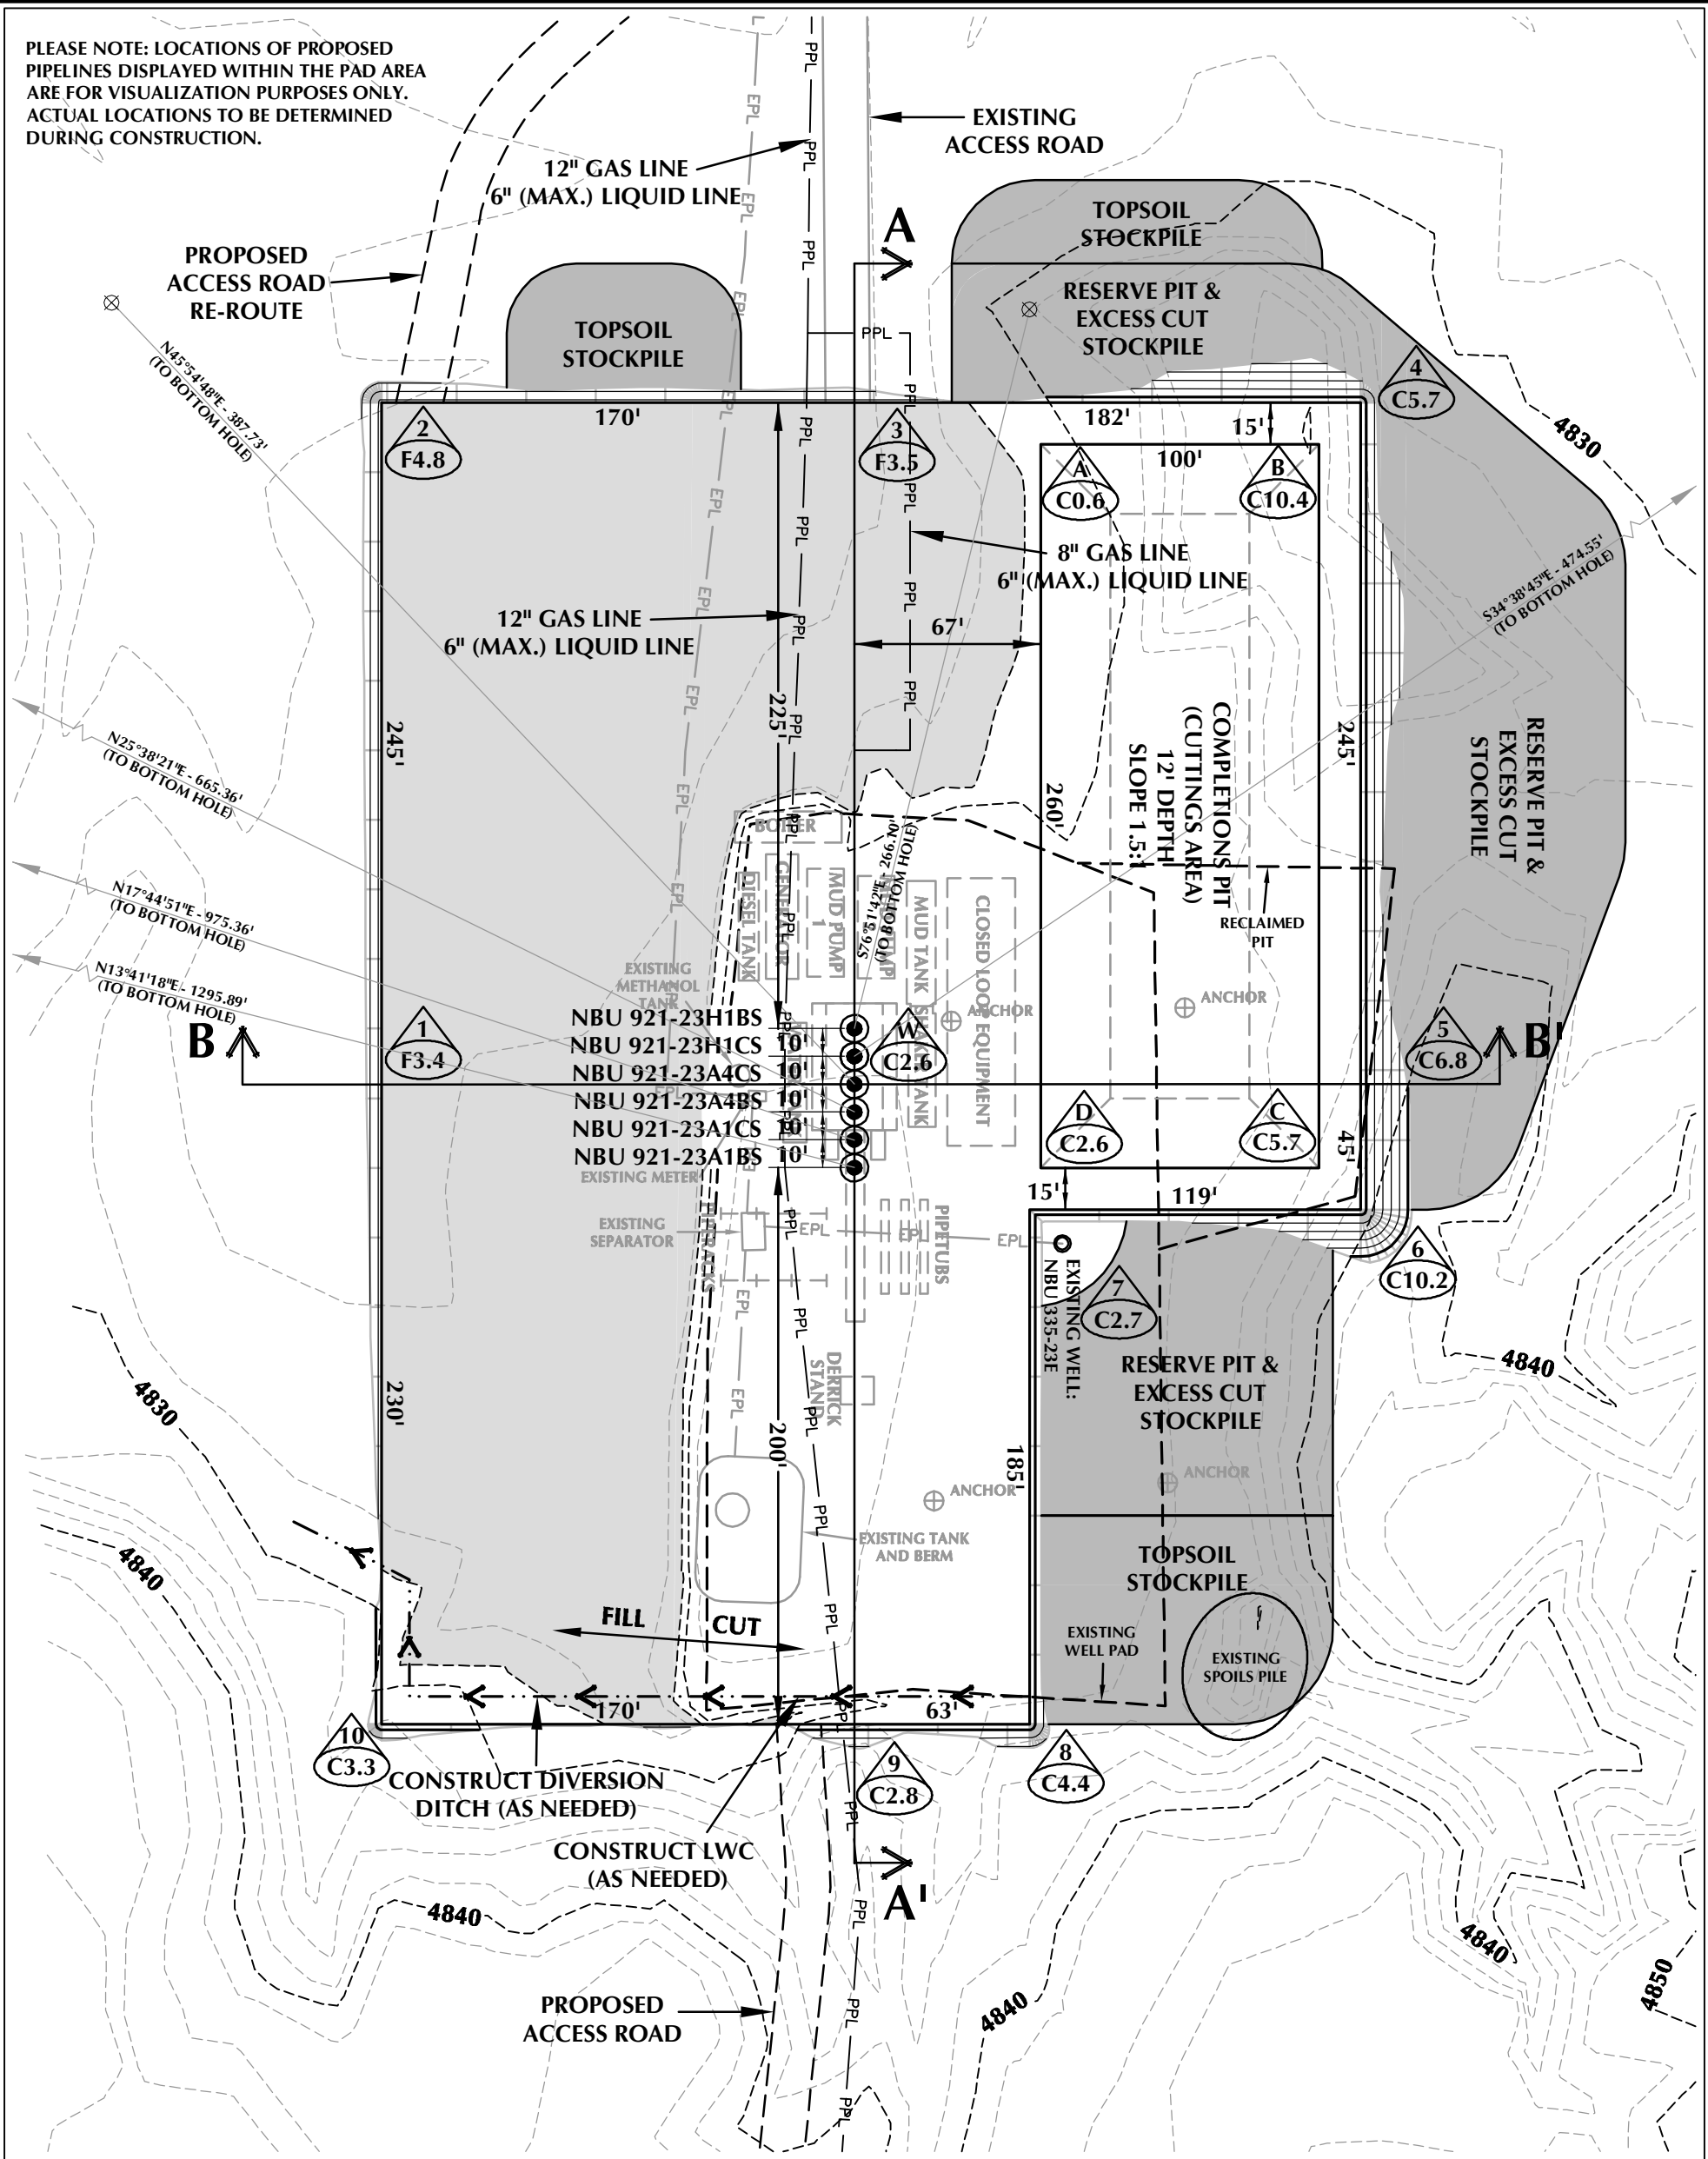 PLEASE NOTE: LOCATIONS OF PROPOSED
PIPELINES DISPLAYED WITHIN THE PAD AREA
ARE FOR VISUALIZATION PURPOSES ONLY.
ACTUAL LOCATIONS TO BE DETERMINED
DURING CONSTRUCTION.
EXISTING
ACCESS ROAD
12" GAS LINE
6" (MAX.) LIQUID LINE
PROPOSED
ACCESS ROAD
RE-ROUTE
A
TOPSOIL
STOCKPILE
RESERVE PIT &
EXCESS CUT
STOCKPILE
TOPSOIL
STOCKPILE
PPL
EPL
N45°54'48"E - 387.73'
(TO BOTTOM HOLE)
170'
182'
15'
100'
2
F4.8
3
F3.5
4
C5.7
4830
A
C0.6
B
C10.4
8" GAS LINE
6" (MAX.) LIQUID LINE
S34°38'45"E - 474.55'
(TO BOTTOM HOLE)
12" GAS LINE
6" (MAX.) LIQUID LINE
67'
225'
245'
245'
260'
COMPLETIONS PIT
(CUTTINGS AREA)
12' DEPTH
SLOPE 1.5:1
RESERVE PIT &
EXCESS CUT
STOCKPILE
N25°38'21"E - 665.36'
(TO BOTTOM HOLE)
N17°44'51"E - 975.36'
(TO BOTTOM HOLE)
N13°41'18"E - 1295.89'
(TO BOTTOM HOLE)
S76°51'42"E - 266.10'
(TO BOTTOM HOLE)
BOILER
DIESEL TANK
GENERATOR
MUD PUMP
1
MUD TANK
SHALE TANK
CLOSED LOOP EQUIPMENT
RECLAIMED
PIT
EXISTING
METHANOL
TANK
ANCHOR
ANCHOR
NBU 921-23H1BS
NBU 921-23H1CS 10'
NBU 921-23A4CS 10'
NBU 921-23A4BS 10'
NBU 921-23A1CS 10'
NBU 921-23A1BS 10'
W
C2.6
1
F3.4
B
B'
5
C6.8
D
C2.6
C
C5.7
45'
EXISTING METER
15'
119'
EXISTING
SEPARATOR
PIPERACKS
PIPETUBS
EXISTING WELL:
NBU 335-23E
6
C10.2
7
C2.7
RESERVE PIT &
EXCESS CUT
STOCKPILE
4840
4830
230'
DERRICK
STAND
200'
185'
ANCHOR
ANCHOR
EXISTING TANK
AND BERM
4840
TOPSOIL
STOCKPILE
FILL
CUT
EXISTING
WELL PAD
EXISTING
SPOILS PILE
170'
63'
10
C3.3
9
C2.8
8
C4.4
CONSTRUCT DIVERSION
DITCH (AS NEEDED)
CONSTRUCT LWC
(AS NEEDED)
A'
4840
4840
4850
4840
PROPOSED
ACCESS ROAD